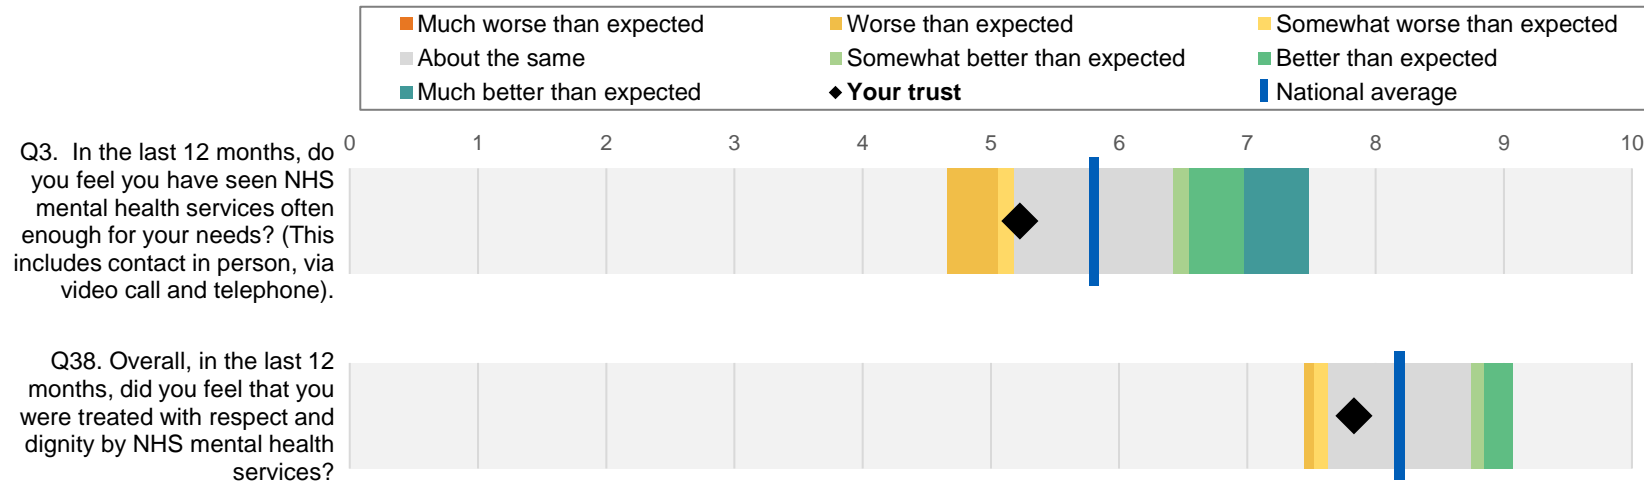 Much worse than expected
Worse than expected
Somewhat worse than expected
About the same
Somewhat better than expected
Better than expected
Much better than expected
Your trust
National average
0 1 2 3 4 5 6 7 8 9 10
Q3. In the last 12 months, do
you feel you have seen NHS
mental health services often
enough for your needs? (This
includes contact in person, via
video call and telephone).
Q38. Overall, in the last 12
months, did you feel that you
were treated with respect and
dignity by NHS mental health
services?